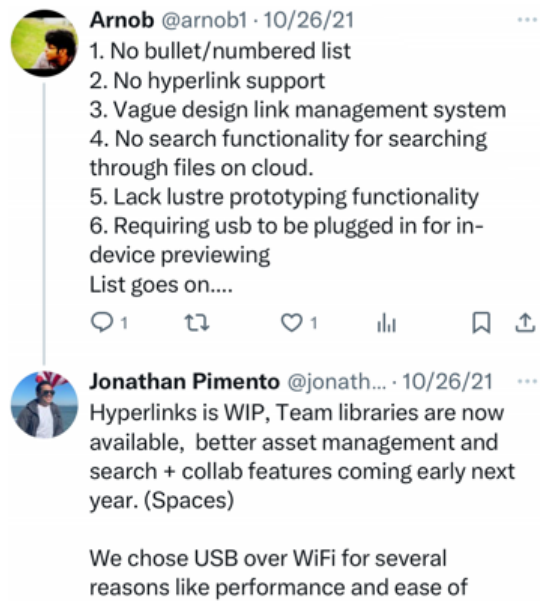 Arnob @arnob1 · 10/26/21
1. No bullet/numbered list
2. No hyperlink support
3. Vague design link management system
4. No search functionality for searching
through files on cloud.
5. Lack lustre prototyping functionality
6. Requiring usb to be plugged in for in-
device previewing
List goes on....
1 1
Jonathan Pimento @jonath... · 10/26/21
Hyperlinks is WIP, Team libraries are now
available,  better asset management and
search + collab features coming early next
year. (Spaces)
We chose USB over WiFi for several
reasons like performance and ease of